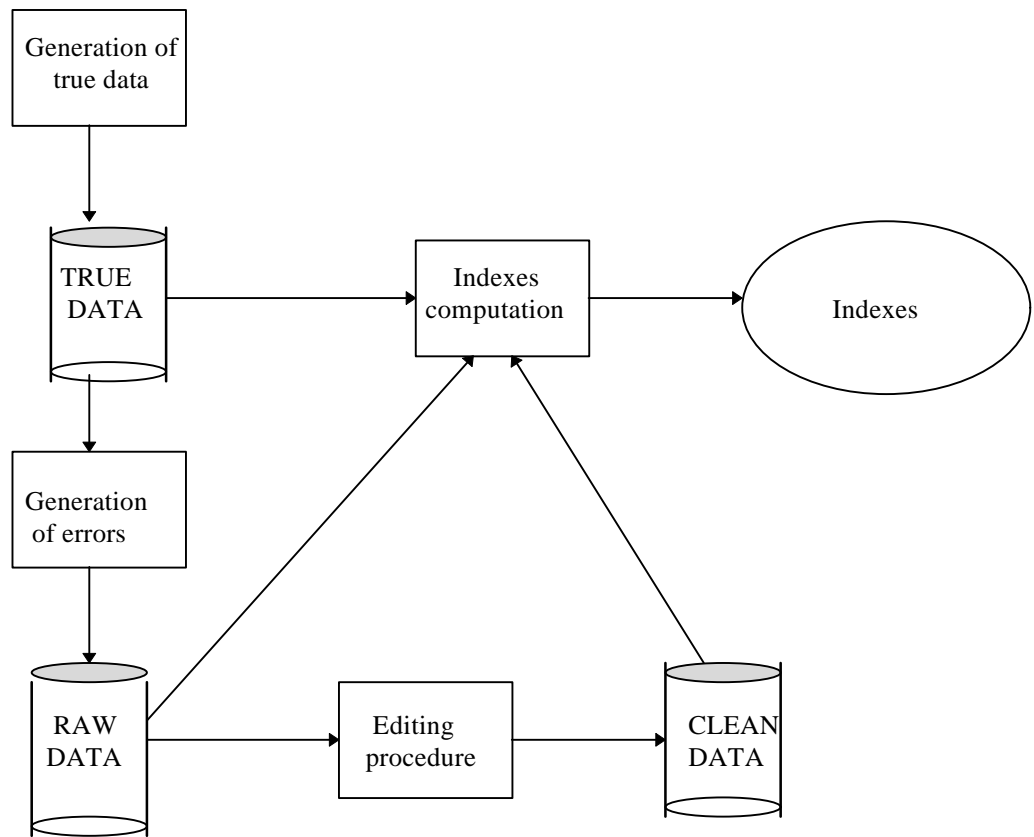 Generation of
true data
TRUE
DATA
Indexes
computation
Indexes
Generation
of errors
RAW
DATA
Editing
procedure
CLEAN
DATA